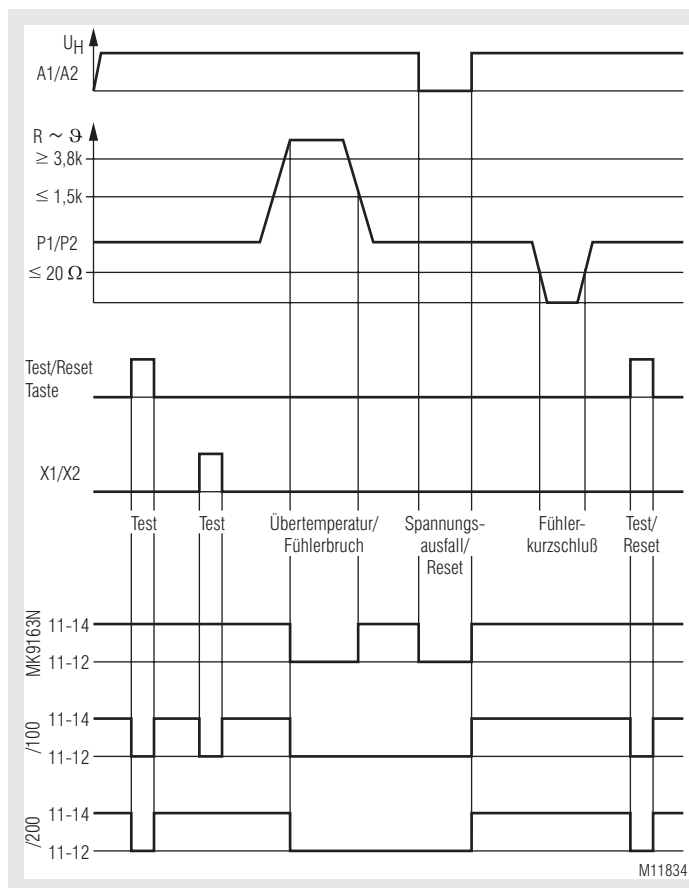 UH
A1/A2
R ~ ϑ
≥ 3,8k
≤ 1,5k
P1/P2
≤ 20 Ω
Test/Reset
Taste
X1/X2
Test
Test
Übertemperatur/
Fühlerbruch
Spannungs-
ausfall/
Reset
Fühler-
kurzschluß
Test/
Reset
MK9163N
11-14
11-12
/100
11-14
11-12
/200
11-14
11-12
M11834